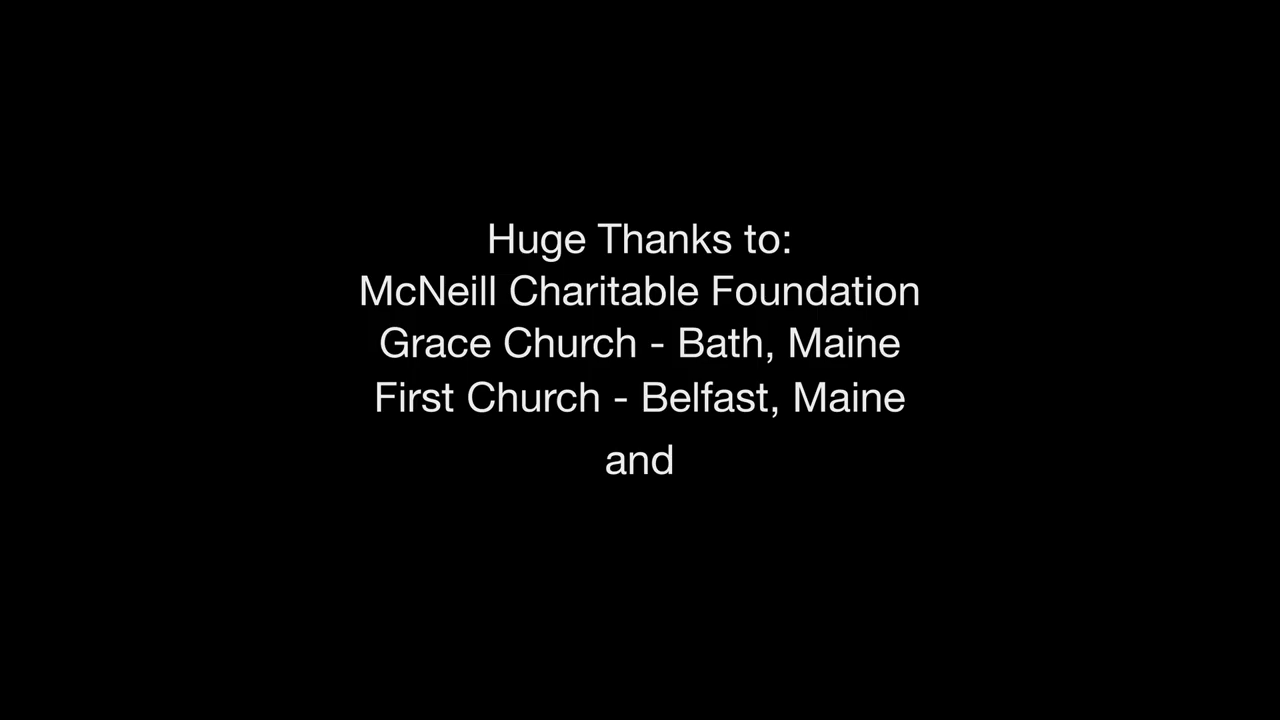 Huge Thanks to:
McNeill Charitable Foundation
Grace Church - Bath, Maine
First Church - Belfast, Maine
and